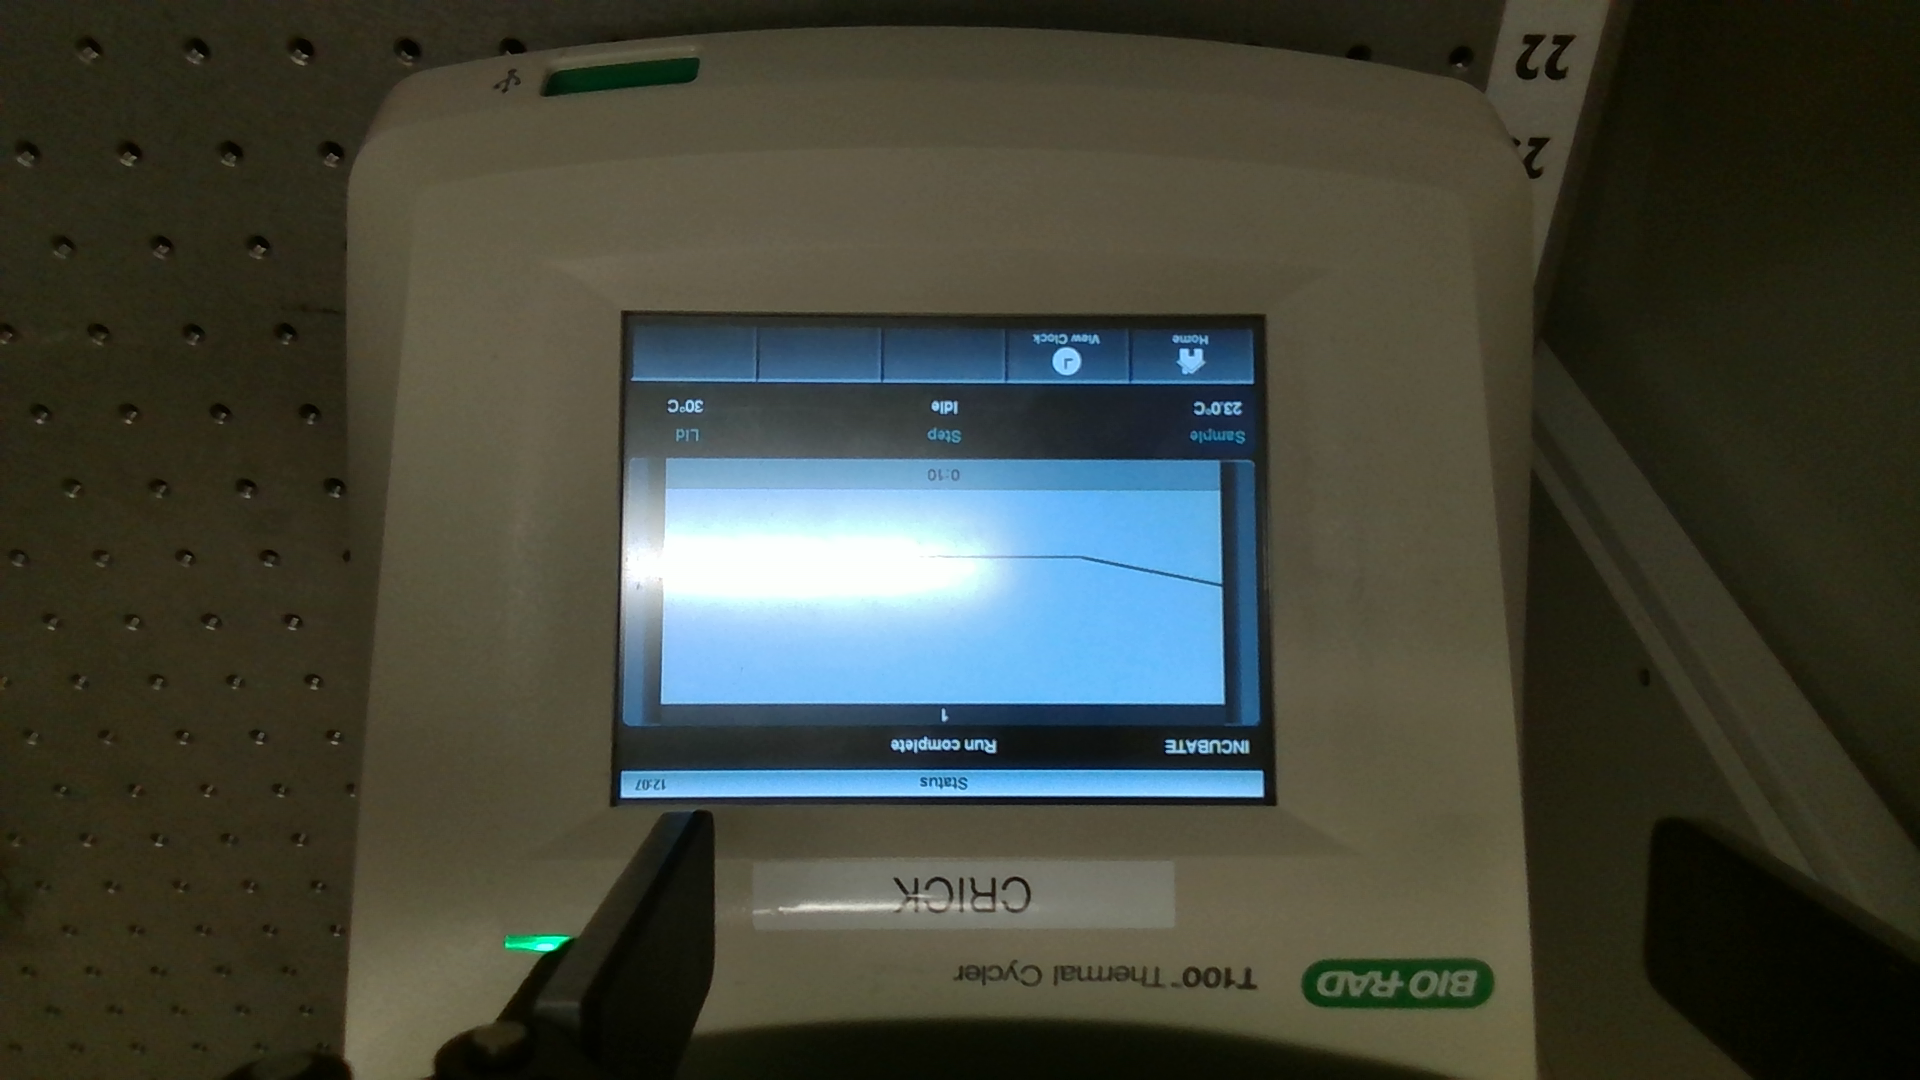 BIO-RAD T100™ Thermal Cycler
CRICK
Status 12:07
INCUBATE Run complete
1
0:10
Sample Step Lid
23.0°C Idle 30°C
Home View Clock
22